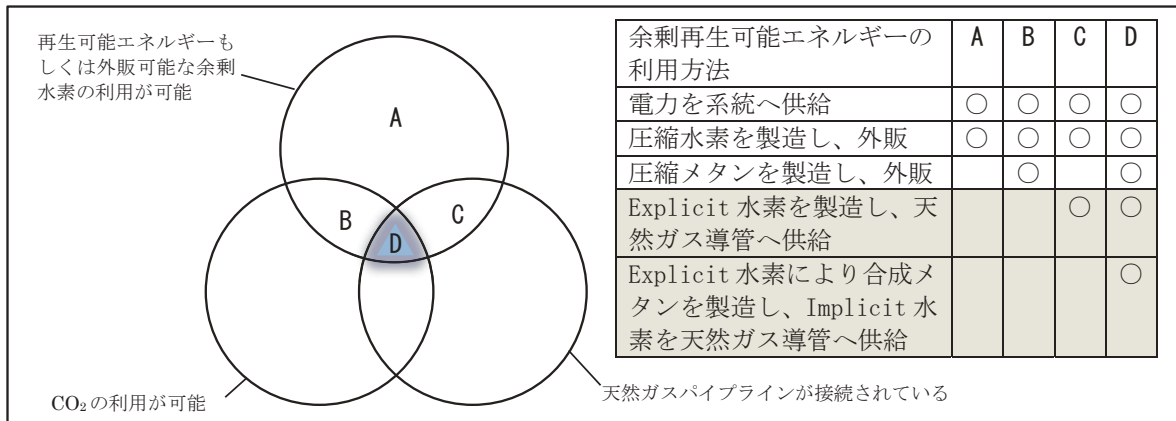 再生可能エネルギーも
しくは外販可能な余剰
水素の利用が可能
A
B
C
D
CO₂の利用が可能
天然ガスパイプラインが接続されている
余剰再生可能エネルギーの A B C D
利用方法
電力を系統へ供給 ○ ○ ○ ○
圧縮水素を製造し、外販 ○ ○ ○ ○
圧縮メタンを製造し、外販 ○ ○
Explicit 水素を製造し、天 ○ ○
然ガス導管へ供給
Explicit 水素により合成メ ○
タンを製造し、Implicit 水
素を天然ガス導管へ供給